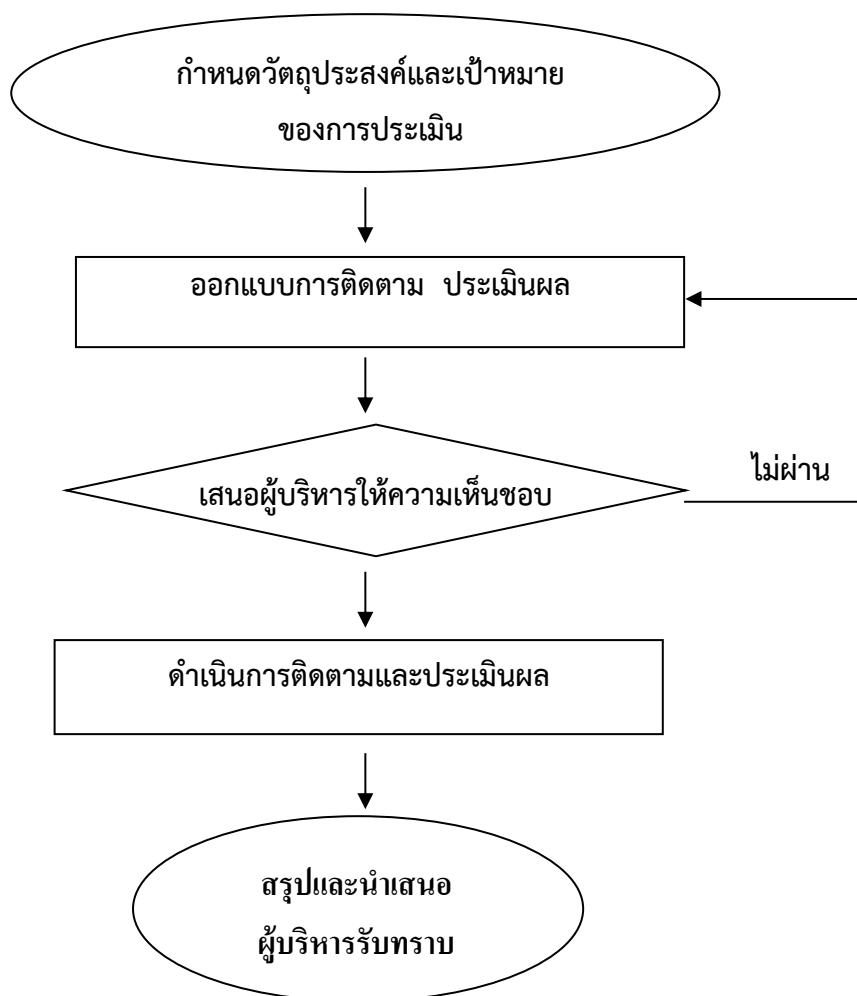 กำหนดวัตถุประสงค์และเป้าหมาย
ของการประเมิน
ออกแบบการติดตาม ประเมินผล
ไม่ผ่าน
เสนอผู้บริหารให้ความเห็นชอบ
ดำเนินการติดตามและประเมินผล
สรุปและนำเสนอ
ผู้บริหารรับทราบ